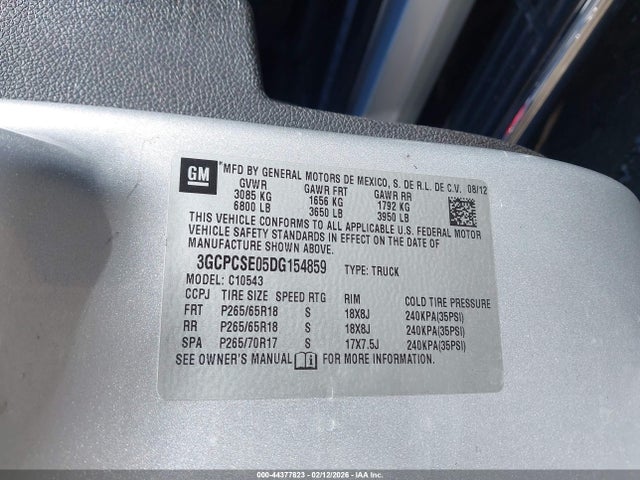 GM
MFD BY GENERAL MOTORS DE MEXICO, S. DE R.L. DE C.V. 08/12
GVWR GAWR FRT GAWR RR
3085 KG 1656 KG 1792 KG
6800 LB 3650 LB 3950 LB
THIS VEHICLE CONFORMS TO ALL APPLICABLE U.S. FEDERAL MOTOR
VEHICLE SAFETY STANDARDS IN EFFECT ON THE DATE OF
MANUFACTURE SHOWN ABOVE.
3GCPCSE05DG154859 TYPE: TRUCK
MODEL: C10543
CCPJ TIRE SIZE SPEED RTG RIM COLD TIRE PRESSURE
FRT P265/65R18 S 18X8J 240KPA(35PSI)
RR P265/65R18 S 18X8J 240KPA(35PSI)
SPA P265/70R17 S 17X7.5J 240KPA(35PSI)
SEE OWNER'S MANUAL FOR MORE INFORMATION.
000-44377823 - 02/12/2026 - IAA Inc.